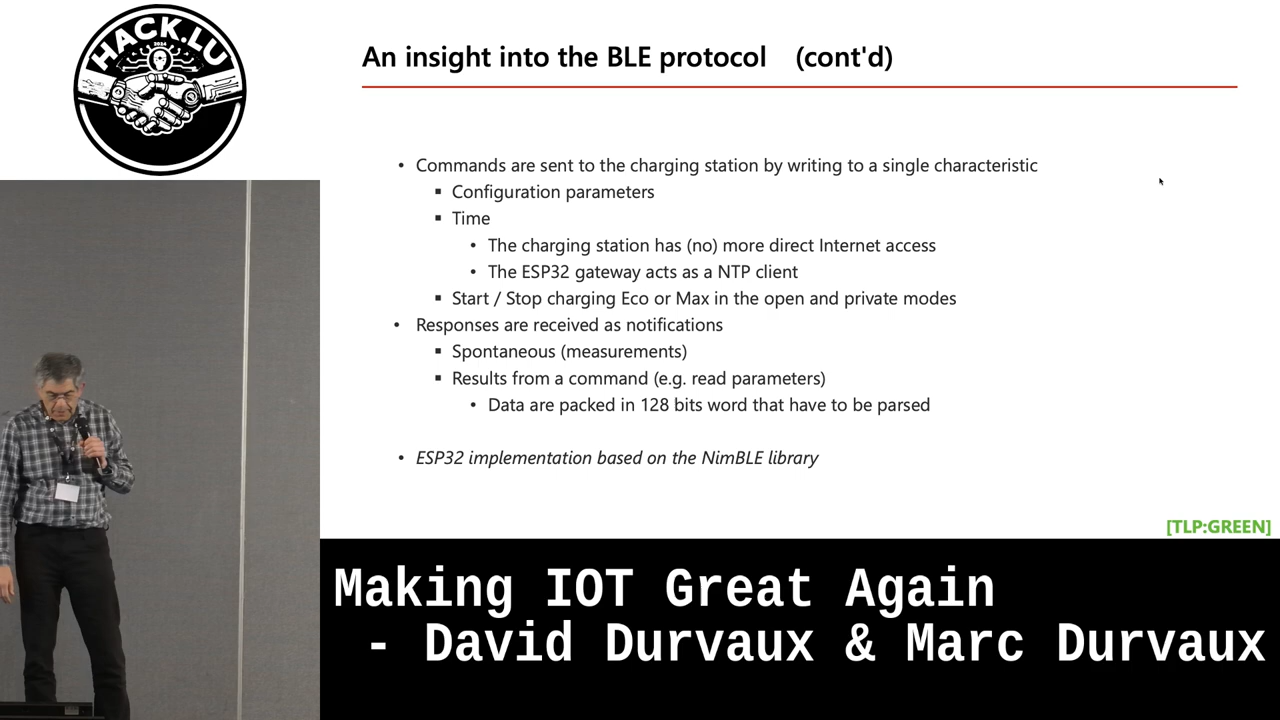 HACK.LU
2024
An insight into the BLE protocol (cont'd)
• Commands are sent to the charging station by writing to a single characteristic
▪ Configuration parameters
▪ Time
• The charging station has (no) more direct Internet access
• The ESP32 gateway acts as a NTP client
▪ Start / Stop charging Eco or Max in the open and private modes
• Responses are received as notifications
▪ Spontaneous (measurements)
▪ Results from a command (e.g. read parameters)
• Data are packed in 128 bits word that have to be parsed
• ESP32 implementation based on the NimBLE library
[TLP:GREEN]
Making IOT Great Again
- David Durvaux & Marc Durvaux